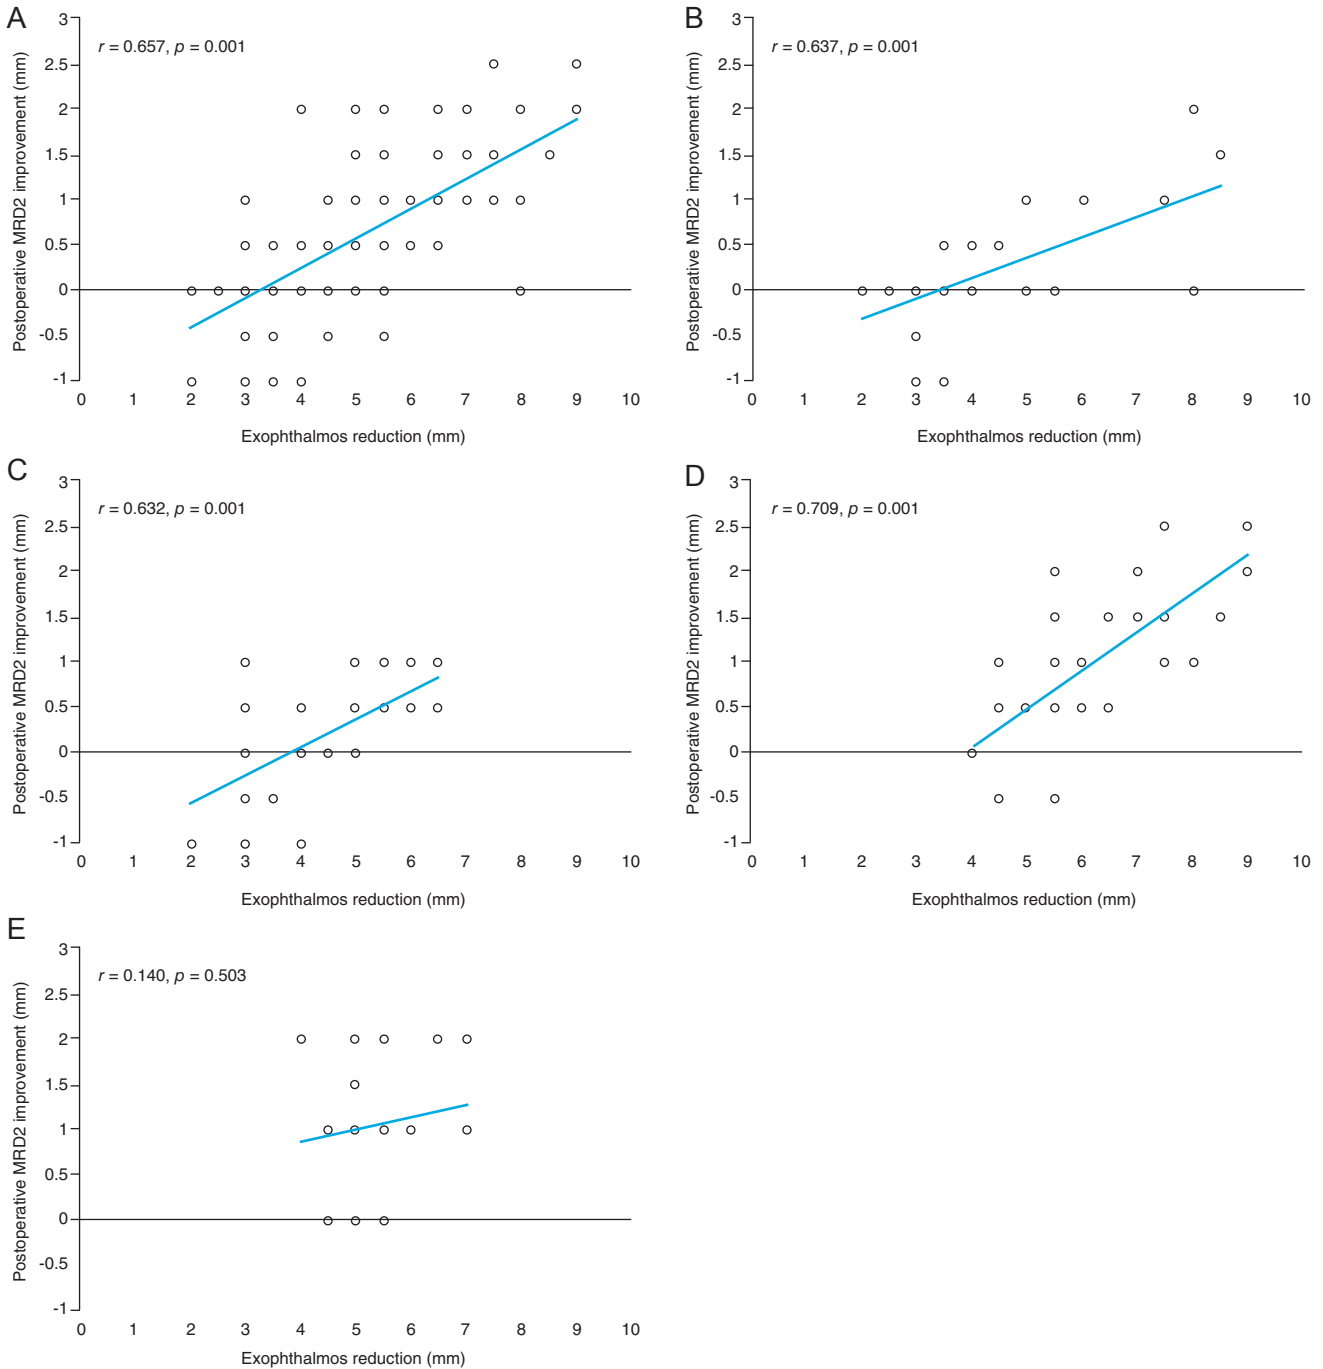 A
r = 0.657, p = 0.001
Postoperative MRD2 improvement (mm)
3
2.5
2
1.5
1
0.5
0
-0.5
-1
0 1 2 3 4 5 6 7 8 9 10
Exophthalmos reduction (mm)
B
r = 0.637, p = 0.001
Postoperative MRD2 improvement (mm)
3
2.5
2
1.5
1
0.5
0
-0.5
-1
0 1 2 3 4 5 6 7 8 9 10
Exophthalmos reduction (mm)
C
r = 0.632, p = 0.001
Postoperative MRD2 improvement (mm)
3
2.5
2
1.5
1
0.5
0
-0.5
-1
0 1 2 3 4 5 6 7 8 9 10
Exophthalmos reduction (mm)
D
r = 0.709, p = 0.001
Postoperative MRD2 improvement (mm)
3
2.5
2
1.5
1
0.5
0
-0.5
-1
0 1 2 3 4 5 6 7 8 9 10
Exophthalmos reduction (mm)
E
r = 0.140, p = 0.503
Postoperative MRD2 improvement (mm)
3
2.5
2
1.5
1
0.5
0
-0.5
-1
0 1 2 3 4 5 6 7 8 9 10
Exophthalmos reduction (mm)